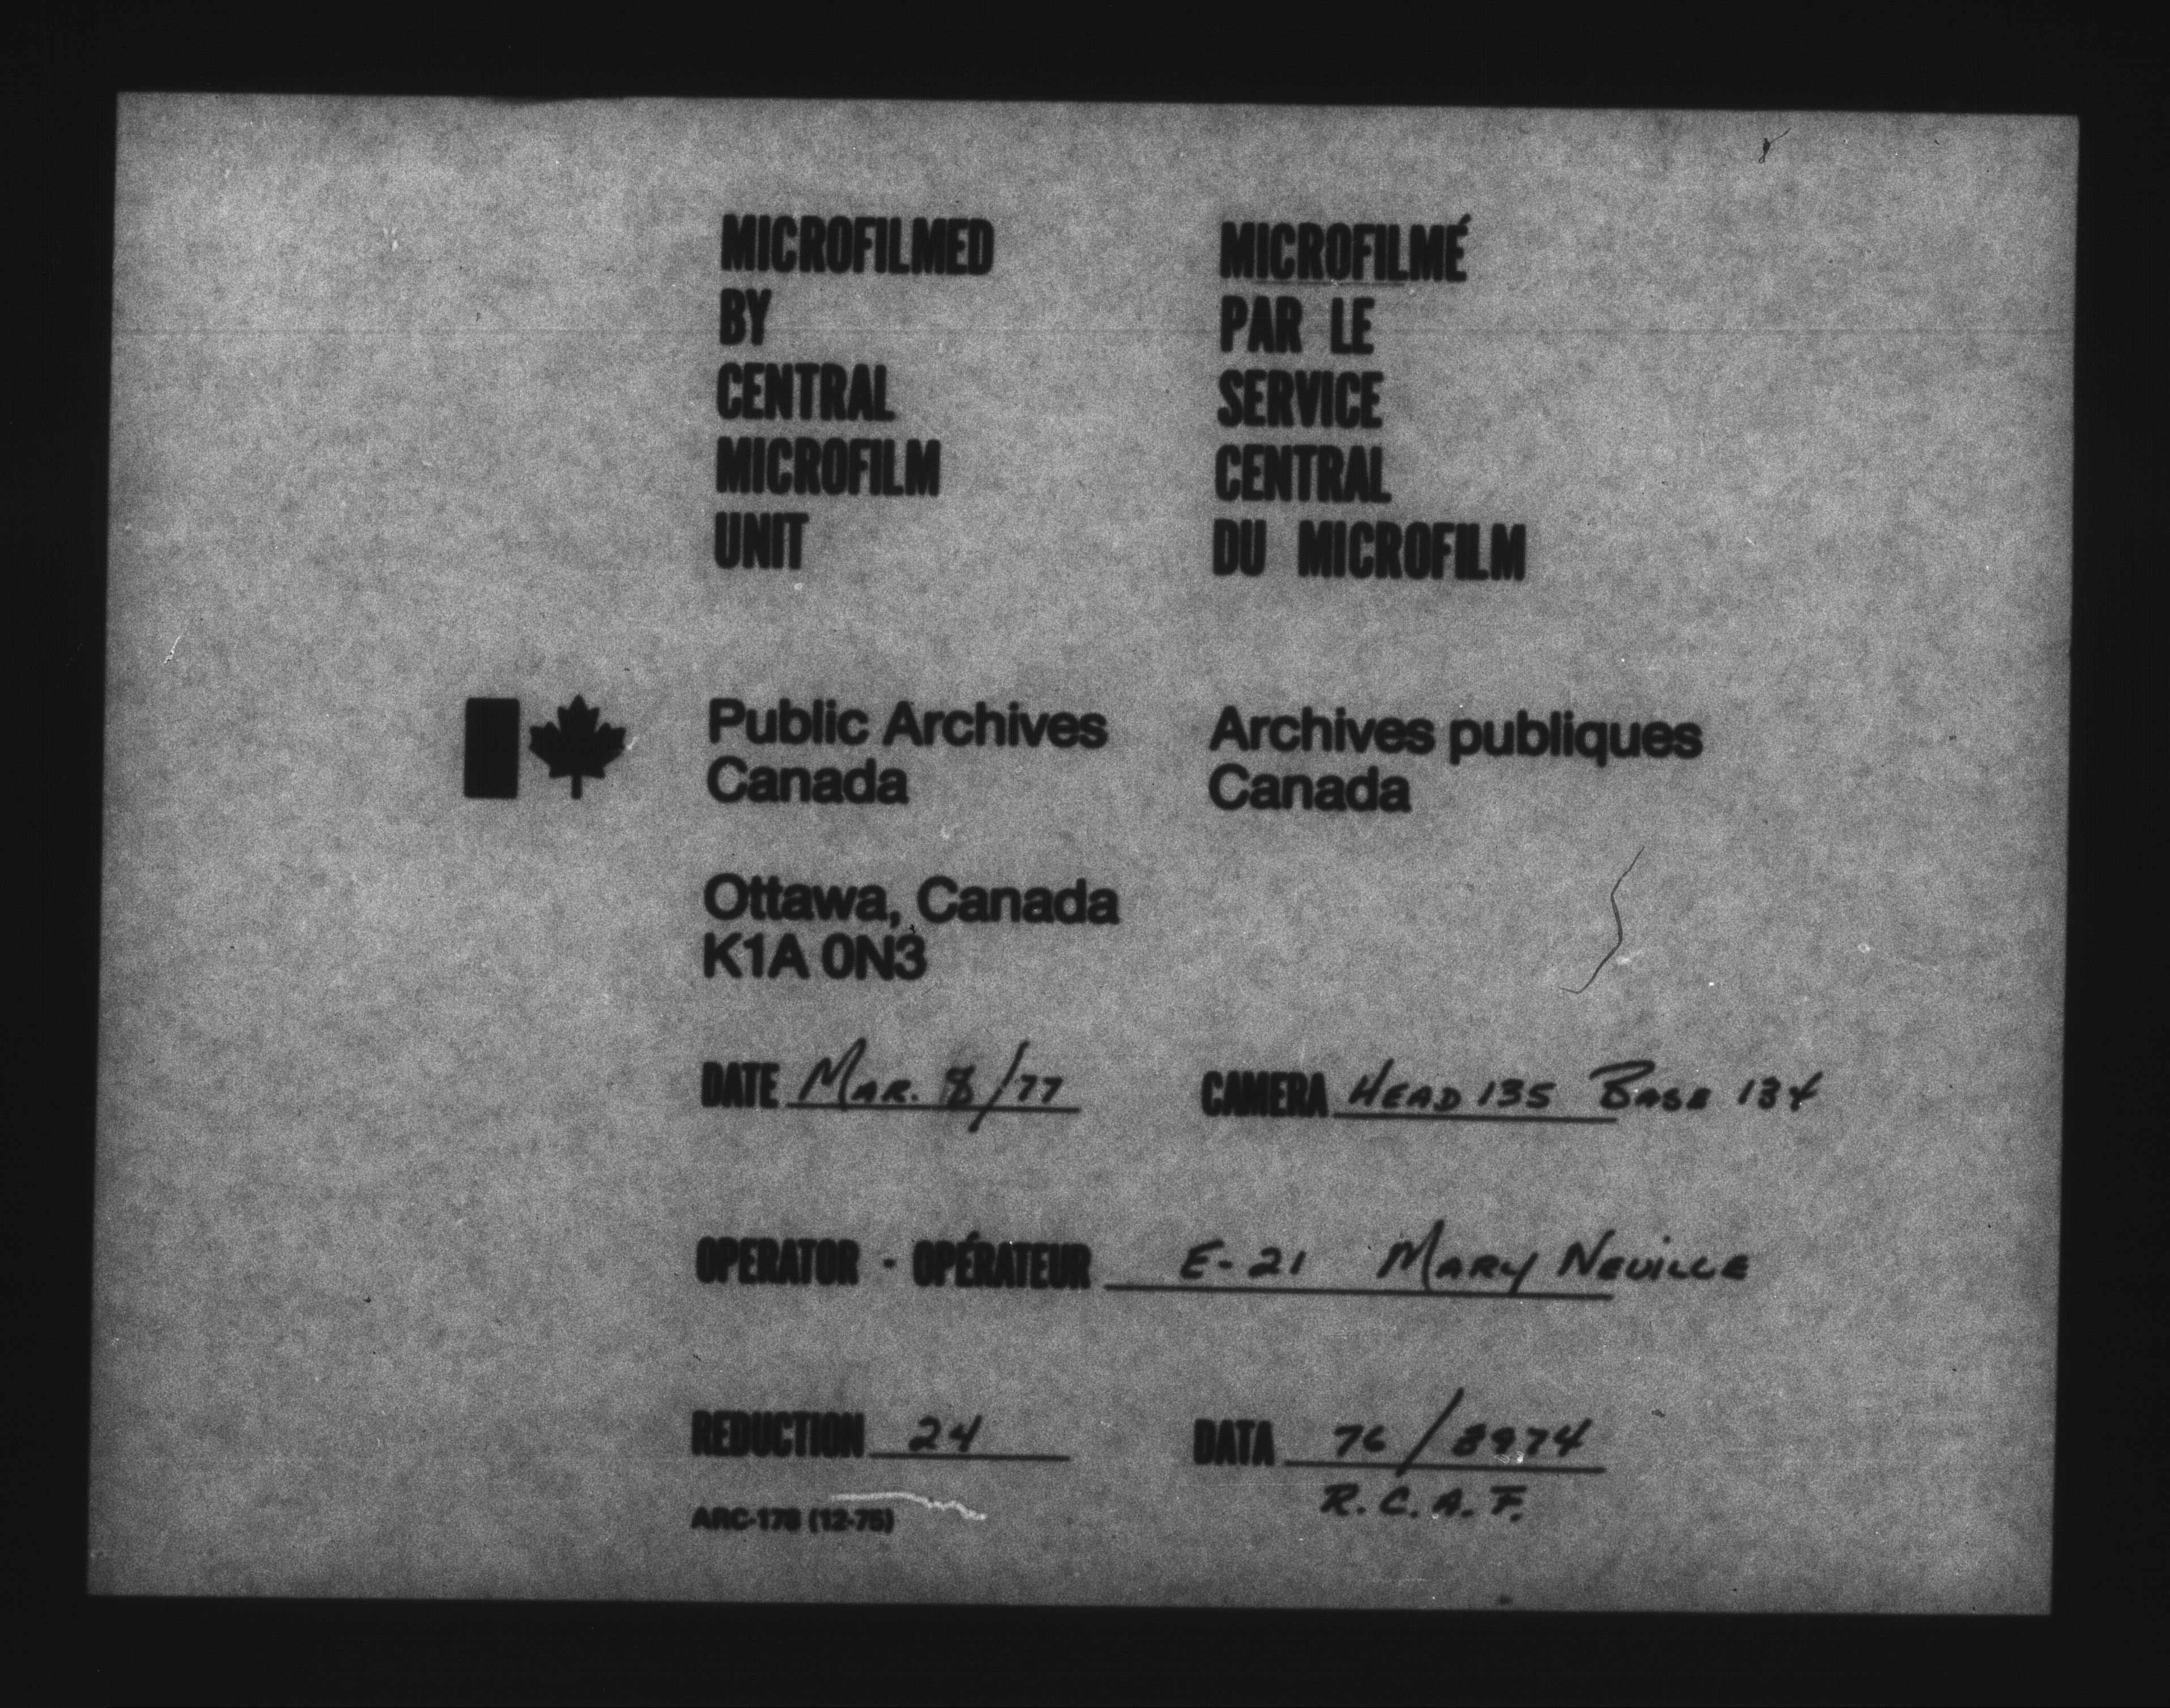 MICROFILMED
BY
CENTRAL
MICROFILM
UNIT
MICROFILMÉ
PAR LE
SERVICE
CENTRAL
DU MICROFILM
Public Archives
Canada
Archives publiques
Canada
Ottawa, Canada
K1A 0N3
DATE MAR. 8/77
CAMERA HEAD 135 BASE 134
OPERATOR - OPÉRATEUR E-21 MARY NEVILLE
REDUCTION 24
DATA 76/8974
R.C.A.F.
ARC-178 (12-75)